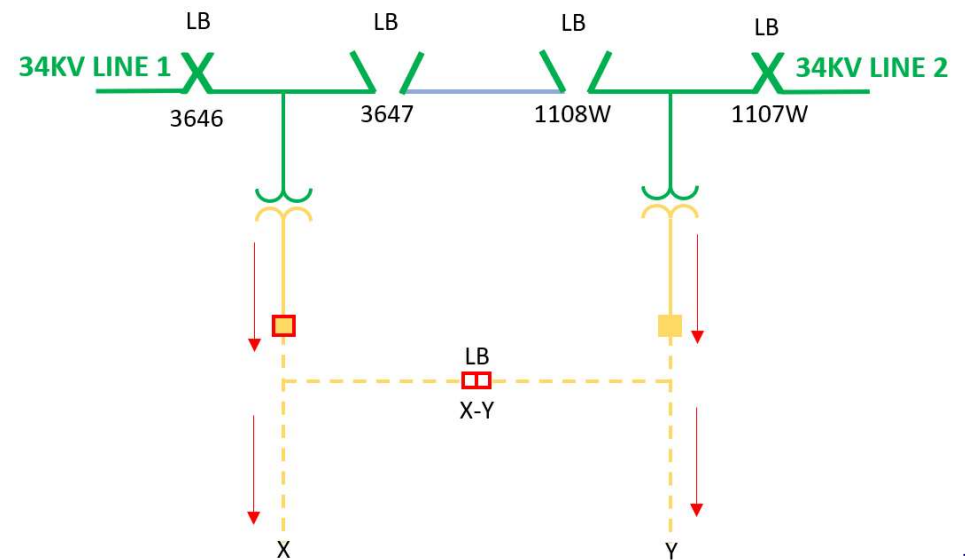 LB
LB
LB
LB
34KV LINE 1
34KV LINE 2
3646
3647
1108W
1107W
LB
X-Y
X
Y